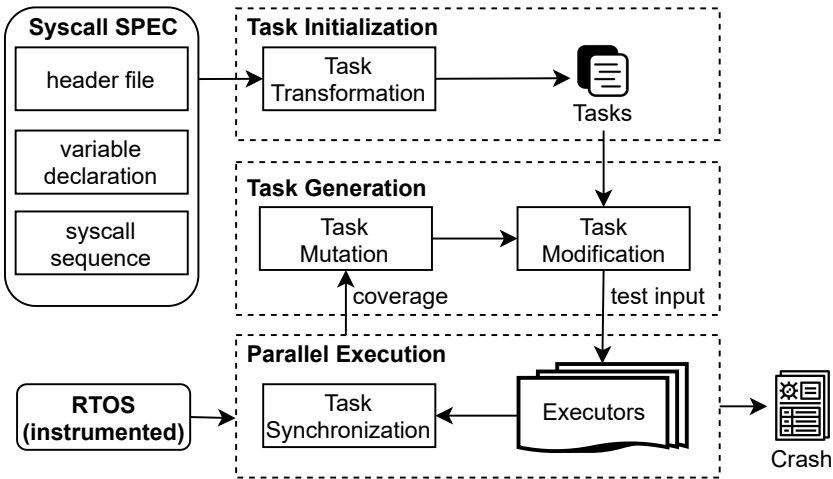 Syscall SPEC
header file
variable
declaration
syscall
sequence
Task Initialization
Task
Transformation
Tasks
Task Generation
Task
Mutation
Task
Modification
coverage
test input
Parallel Execution
RTOS
(instrumented)
Task
Synchronization
Executors
Crash